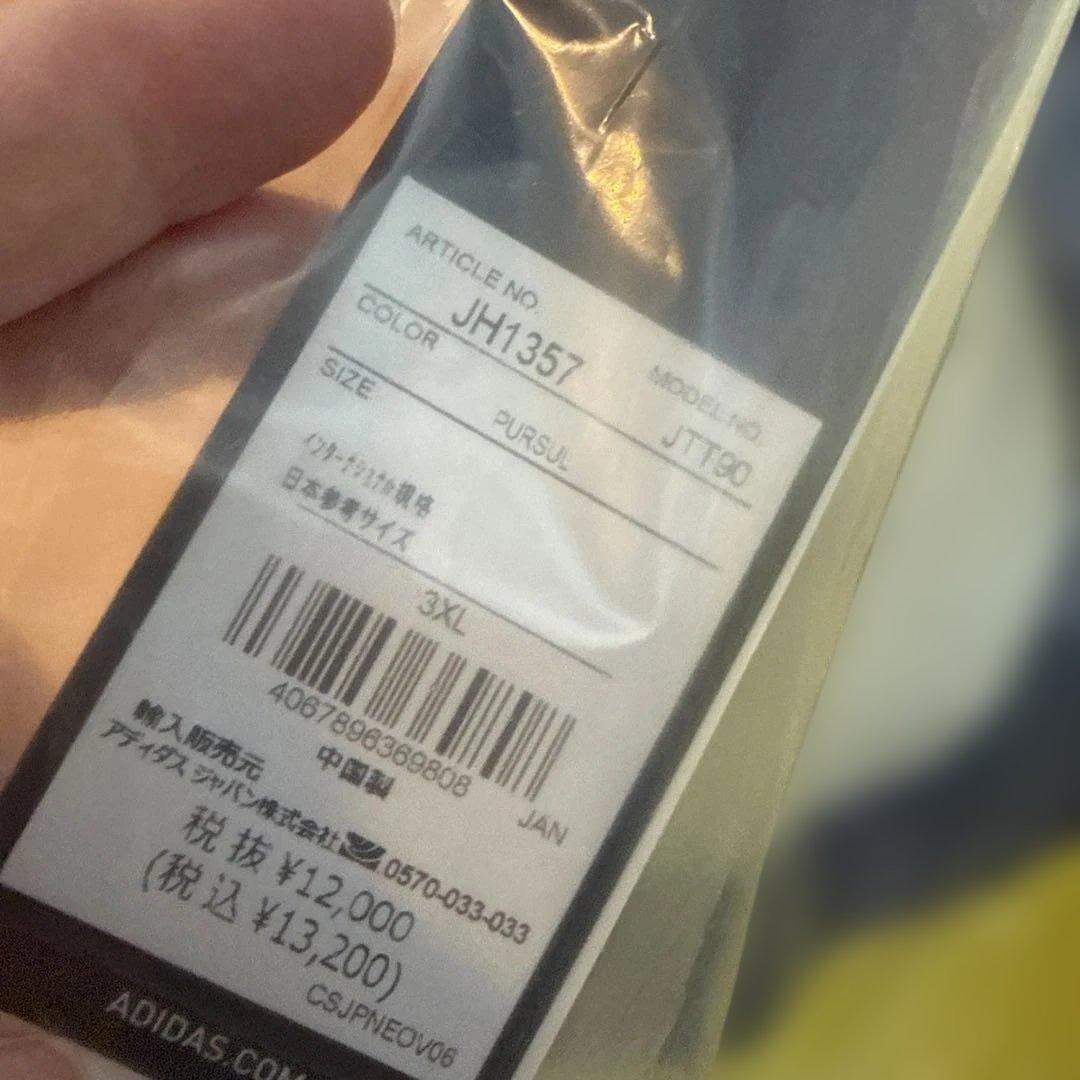 ARTICLE NO.
MODEL NO.
JH1357
JTT90
COLOR
PURSUL
SIZE
インターナショナル規格
日本参考サイズ
3XL
4067896369808
JAN
中国製
輸入販売元
アディダス ジャパン株式会社 0570-033-033
税抜 ¥12,000
(税込 ¥13,200)
CSJPNEOV06
ADIDAS.COM